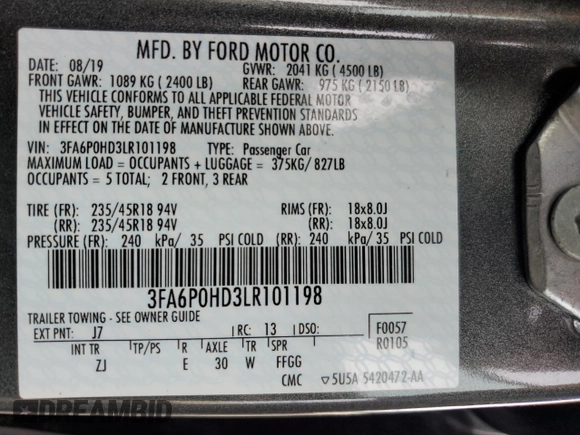 MFD. BY FORD MOTOR CO.
DATE: 08/19 GVWR: 2041 KG (4500 LB)
FRONT GAWR: 1089 KG (2400 LB) REAR GAWR: 975 KG (2150 LB)
THIS VEHICLE CONFORMS TO ALL APPLICABLE FEDERAL MOTOR
VEHICLE SAFETY, BUMPER, AND THEFT PREVENTION STANDARDS
IN EFFECT ON THE DATE OF MANUFACTURE SHOWN ABOVE.
VIN: 3FA6P0HD3LR101198 TYPE: Passenger Car
MAXIMUM LOAD = OCCUPANTS + LUGGAGE = 375KG/ 827LB
OCCUPANTS = 5 TOTAL; 2 FRONT, 3 REAR
TIRE (FR): 235/45R18 94V RIMS (FR): 18x8.0J
(RR): 235/45R18 94V (RR): 18x8.0J
PRESSURE (FR): 240 kPa/ 35 PSI COLD (RR): 240 kPa/ 35 PSI COLD
3FA6P0HD3LR101198
TRAILER TOWING - SEE OWNER GUIDE
EXT PNT: J7 RC: 13 DSO: F0057
R0105
INT TR TP/PS R AXLE TR SPR
ZJ E 30 W FFGG
CMC ▽5U5A 5420472-AA
DREAMBID